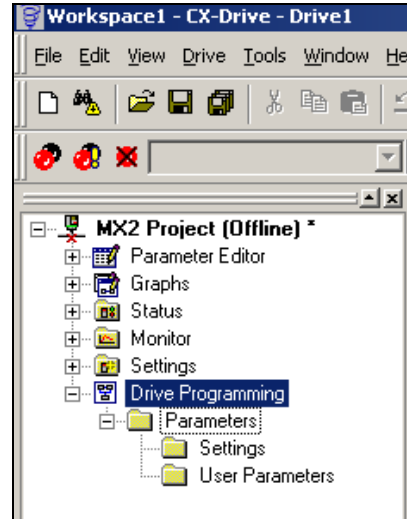 Workspace1 - CX-Drive - Drive1
File Edit View Drive Tools Window He
MX2 Project (Offline) *
Parameter Editor
Graphs
Status
Monitor
Settings
Drive Programming
Parameters
Settings
User Parameters